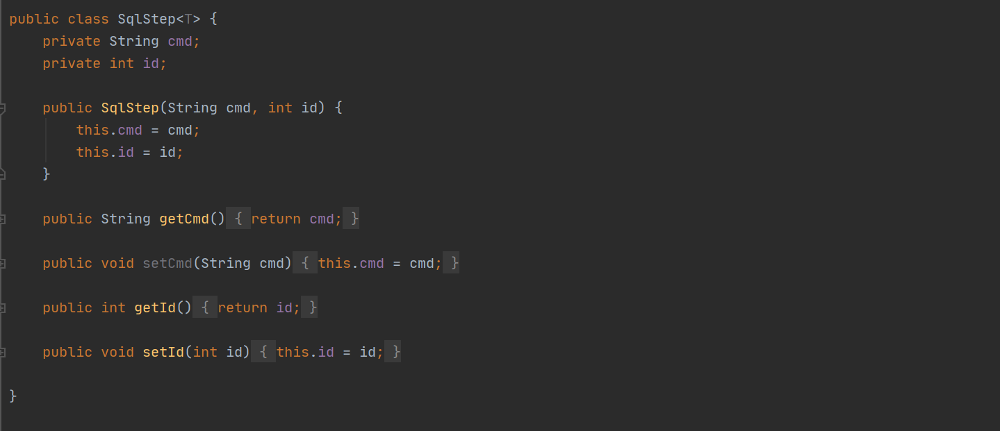 public class SqlStep<T> {
    private String cmd;
    private int id;

    public SqlStep(String cmd, int id) {
        this.cmd = cmd;
        this.id = id;
    }

    public String getCmd() { return cmd; }

    public void setCmd(String cmd) { this.cmd = cmd; }

    public int getId() { return id; }

    public void setId(int id) { this.id = id; }

}